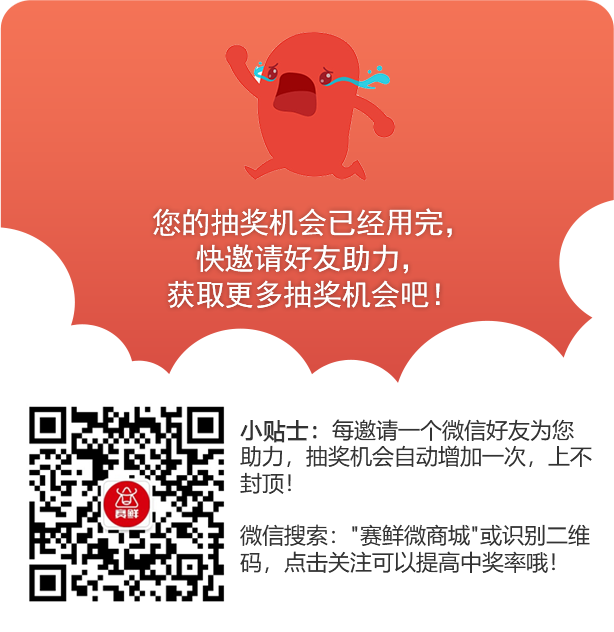 您的抽奖机会已经用完，
快邀请好友助力，
获取更多抽奖机会吧！
小贴士：每邀请一个微信好友为您
助力，抽奖机会自动增加一次，上不
封顶！
微信搜索："赛鲜微商城"或识别二维
码，点击关注可以提高中奖率哦！
赛鲜